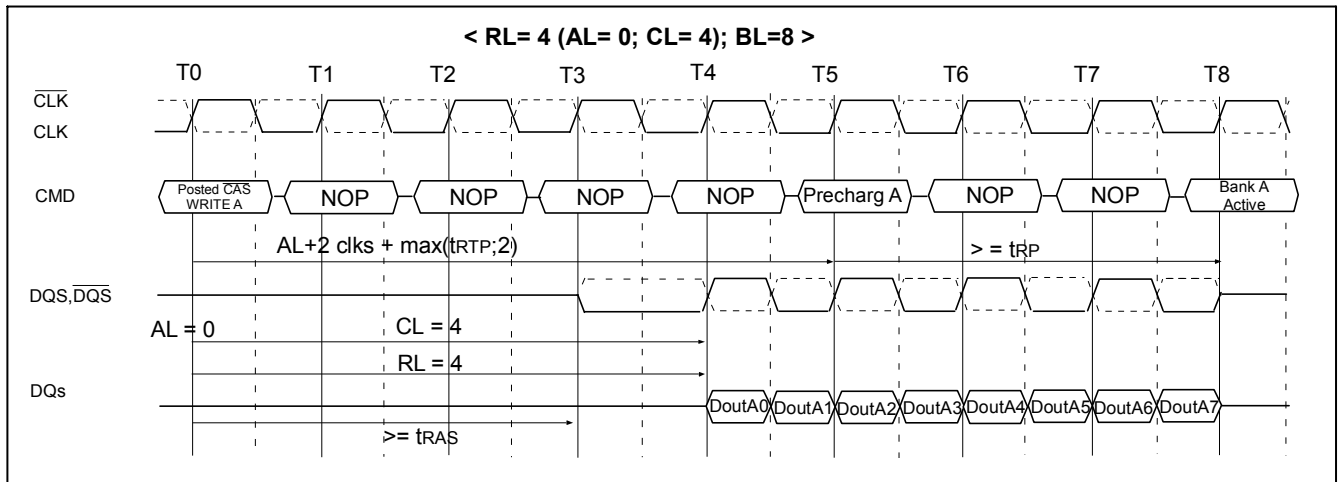 < RL= 4 (AL= 0; CL= 4); BL=8 >
T0 T1 T2 T3 T4 T5 T6 T7 T8
CLK
CLK
CMD
Posted CAS
WRITE A
NOP NOP NOP NOP Precharg A NOP NOP
Bank A
Active
AL+2 clks + max(tRTP;2)
> = tRP
DQS,DQS
AL = 0
CL = 4
RL = 4
DQs
DoutA0 DoutA1 DoutA2 DoutA3 DoutA4 DoutA5 DoutA6 DoutA7
>= tRAS